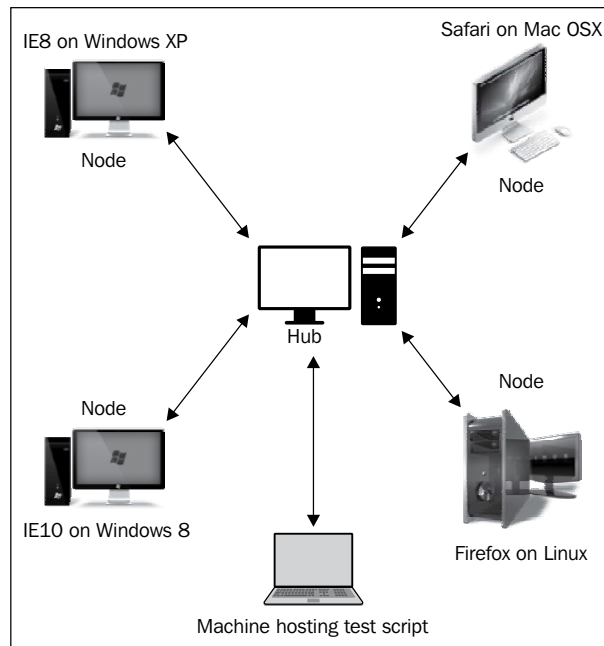 IE8 on Windows XP
Node
Safari on Mac OSX
Node
Hub
Node
IE10 on Windows 8
Node
Firefox on Linux
Machine hosting test script